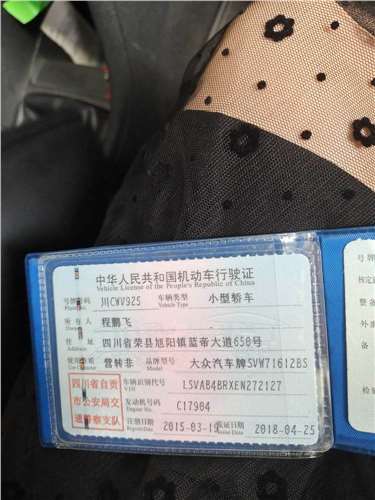 中华人民共和国机动车行驶证
Vehicle License of the People's Republic of China
号牌号码 川CWV925 车辆类型 小型轿车
Vehicle Type
所有人 程鹏飞
住址 四川省荣县旭阳镇蓝帝大道650号
使用性质 营转非 品牌型号 大众汽车牌SVW71612BS
四川省自贡
市公安局交
通警察支队
车辆识别代号 LSVAB4BRXEN272127
VIN
发动机号码 C17984
Engine No.
注册日期 2015-03-19 发证日期 2018-04-25
Register Date Issue Date